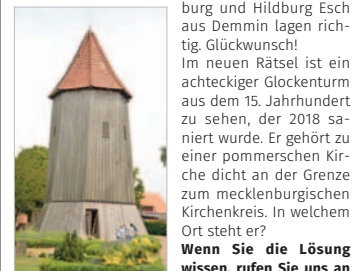 burg und Hildburg Esch
aus Demmin lagen rich-
tig. Glückwunsch!
Im neuen Rätsel ist ein
achteckiger Glockenturm
aus dem 15. Jahrhundert
zu sehen, der 2018 sa-
niert wurde. Er gehört zu
einer pommerschen Kir-
che dicht an der Grenze
zum mecklenburgischen
Kirchenkreis. In welchem
Ort steht er?
Wenn Sie die Lösung
wissen, rufen Sie uns an